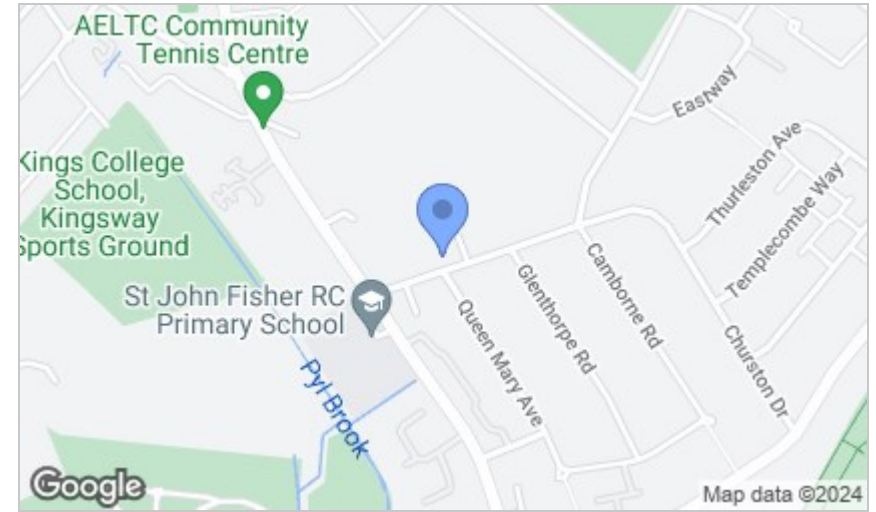 AELTC Community
Tennis Centre
Kings College
School,
Kingsway
Sports Ground
Eastway
Thurleston Ave
Templecombe Way
St John Fisher RC
Primary School
Camborne Rd
Glenthorpe Rd
Queen Mary Ave
Churston Dr
Pyl Brook
Google
Map data ©2024